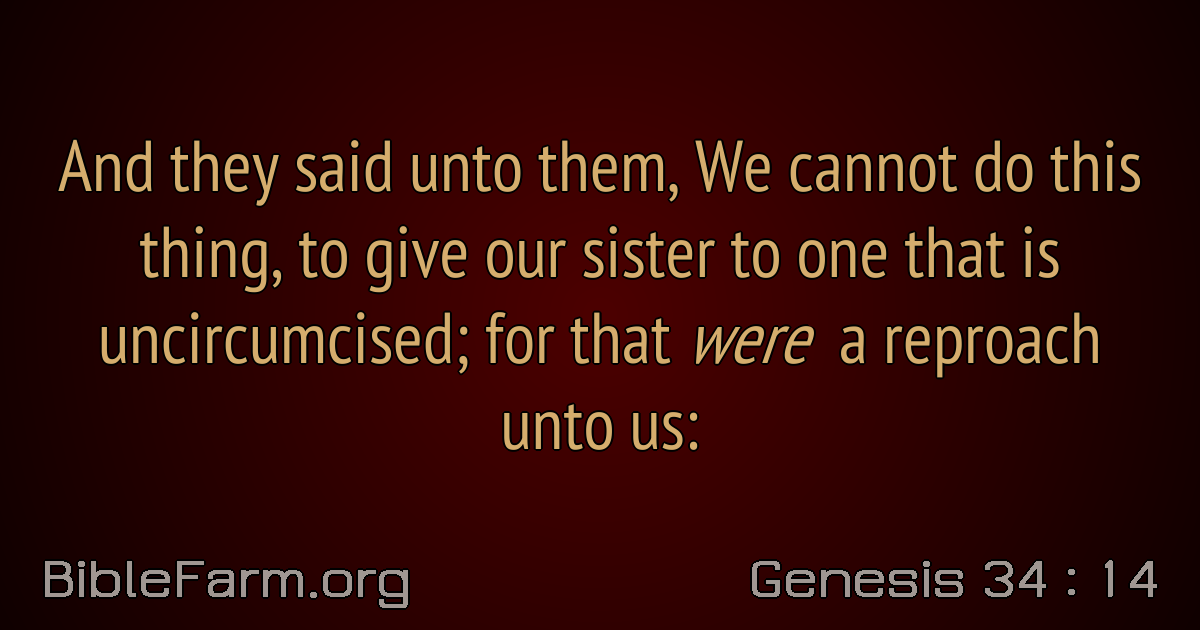 And they said unto them, We cannot do this
thing, to give our sister to one that is
uncircumcised; for that were a reproach
unto us:
BibleFarm.org
Genesis 34 : 14